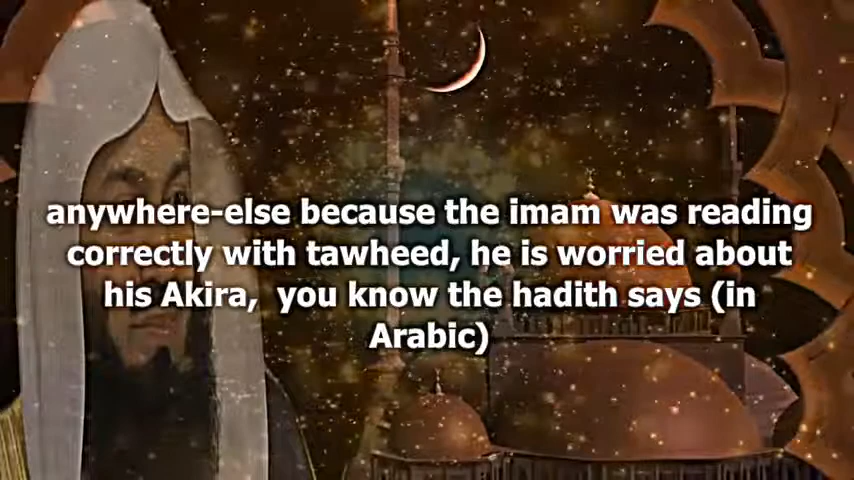 anywhere-else because the imam was reading
correctly with tawheed, he is worried about
his Akira,  you know the hadith says (in
Arabic)